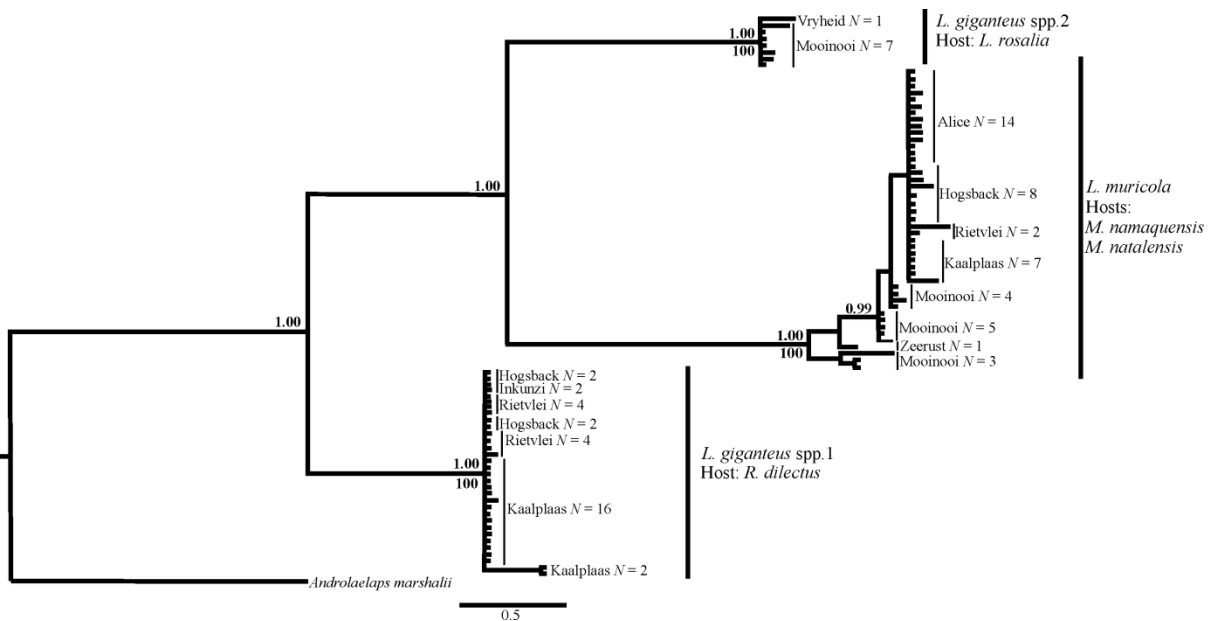 Vryheid N = 1
1.00
100
Mooinooi N = 7
L. giganteus spp.2
Host: L. rosalia
Alice N = 14
1.00
Hogsback N = 8
Rietvlei N = 2
Kaalplaas N = 7
L. muricola
Hosts:
M. namaquensis
M. natalensis
Mooinooi N = 4
0.99
Mooinooi N = 5
1.00
100
Zeerust N = 1
Mooinooi N = 3
1.00
Hogsback N = 2
Inkunzi N = 2
Rietvlei N = 4
Hogsback N = 2
Rietvlei N = 4
1.00
100
L. giganteus spp.1
Host: R. dilectus
Kaalplaas N = 16
Kaalplaas N = 2
Androlaelaps marshalii
0.5